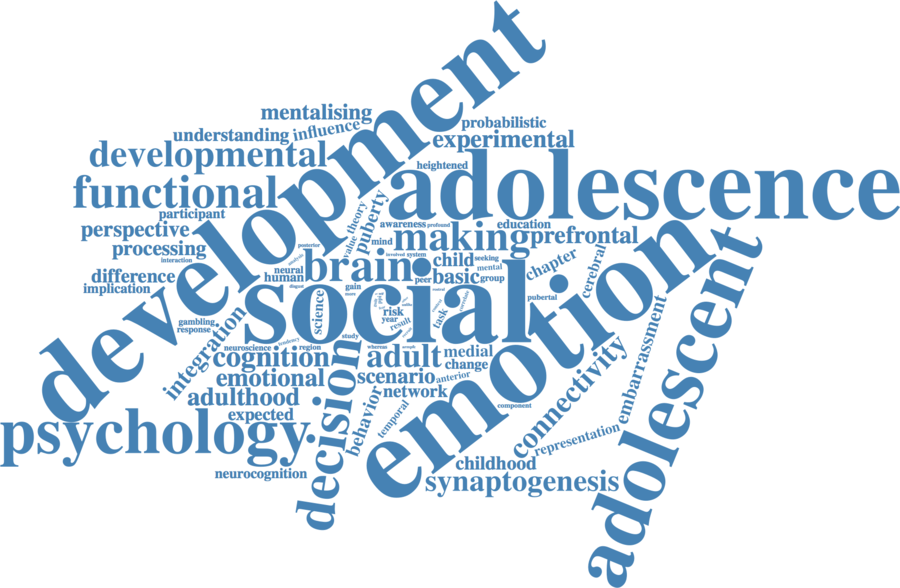 development
mentalising
understanding
influence
probabilistic
experimental
developmental
heightened
adolescence
functional
participant
theory
value
puberty
awareness
profound
education
perspective
making
prefrontal
processing
interaction
posterior
mind
involved
system
analysis
brain
child
seeking
mental
chapter
cerebral
difference
implication
neural
human
disgust
gain
peer
basic
group
social
science
risk
year
result
task
pubertal
emotion
adolescent
gambling
response
integration
tendency
study
neuroscience
region
whereas
cognition
adult
medial
change
connectivity
embarrassment
emotional
scenario
anterior
adulthood
decision
behavior
network
temporal
component
expected
psychology
representation
neurocognition
childhood
synaptogenesis